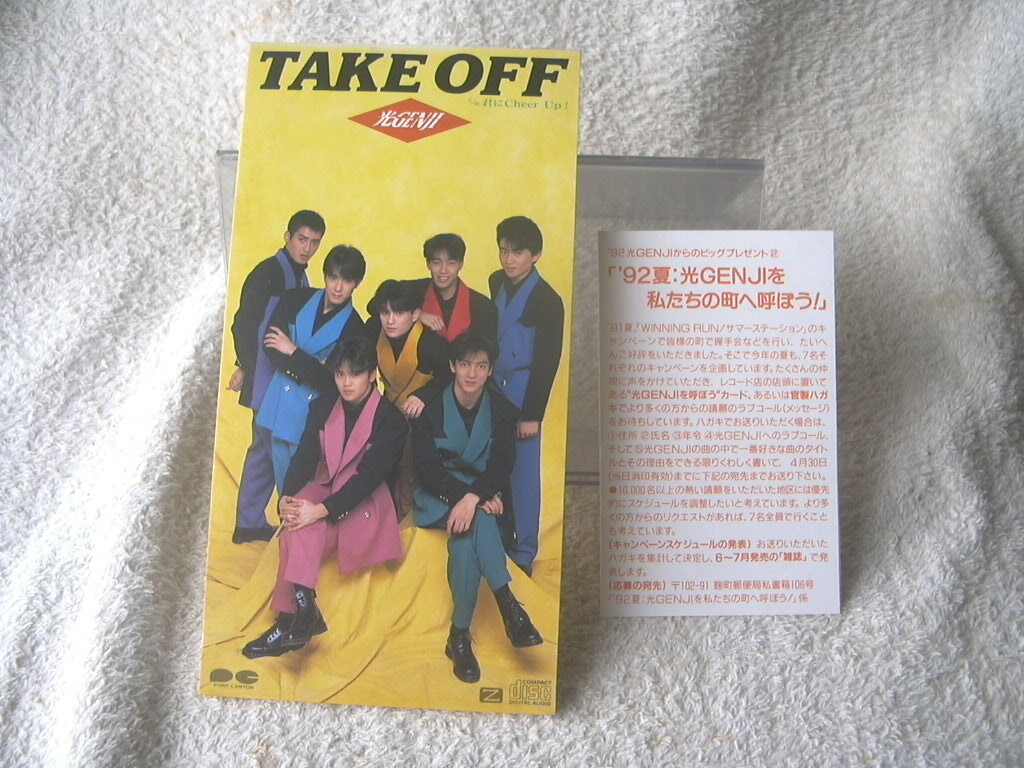 TAKE OFF
c/w 君にCheer Up!
光GENJI
PONY CANYON
Z
COMPACT
disc
DIGITAL AUDIO
'92光GENJIからのビッグプレゼント②
「'92夏:光GENJIを
私たちの町へ呼ぼう!」
'91夏、「WINNING RUN/サマーステーション」のキ
ャンペーンで皆様の町で握手会などを行い、たいへ
んご好評をいただきました。そこで今年の夏も、7名そ
れぞれのキャンペーンを企画しています。たくさんの仲
間に声をかけていただき、レコード店の店頭に置いて
ある"光GENJIを呼ぼう"カード、あるいは官製ハガ
キでより多くの方からの請願のラブコール(メッセージ)
をお待ちしています。ハガキでお送りいただく場合は、
①住所 ②氏名 ③年令 ④光GENJIへのラブコール、
そして⑤光GENJIの曲の中で一番好きな曲のタイト
ルとその理由をできる限りくわしく書いて、4月30日
(当日消印有効)までに下記の宛先までお送り下さい。
●10,000名以上の熱い請願をいただいた地区には優先
的にスケジュールを調整したいと考えています。より多
くの方からのリクエストがあれば、7名全員で行くこと
も考えています。
(キャンペーンスケジュールの発表) お送りいただいた
ハガキを集計して決定し、6〜7月発売の「雑誌」で発
表します。
(応募の宛先) 〒102-91 麹町郵便局私書箱106号
「'92夏:光GENJIを私たちの町へ呼ぼう!」係